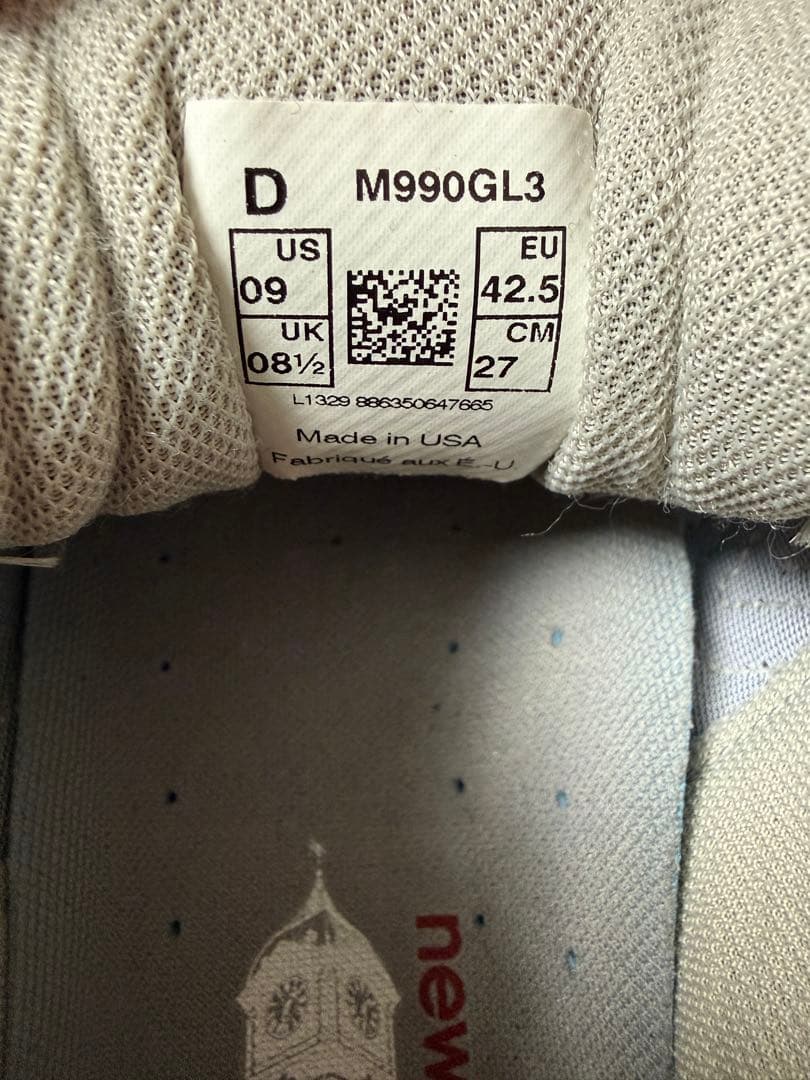 D M990GL3
US
09
UK
08½
EU
42.5
CM
27
L1329 886350647665
Made in USA
Fabriqué aux É.-U.
new